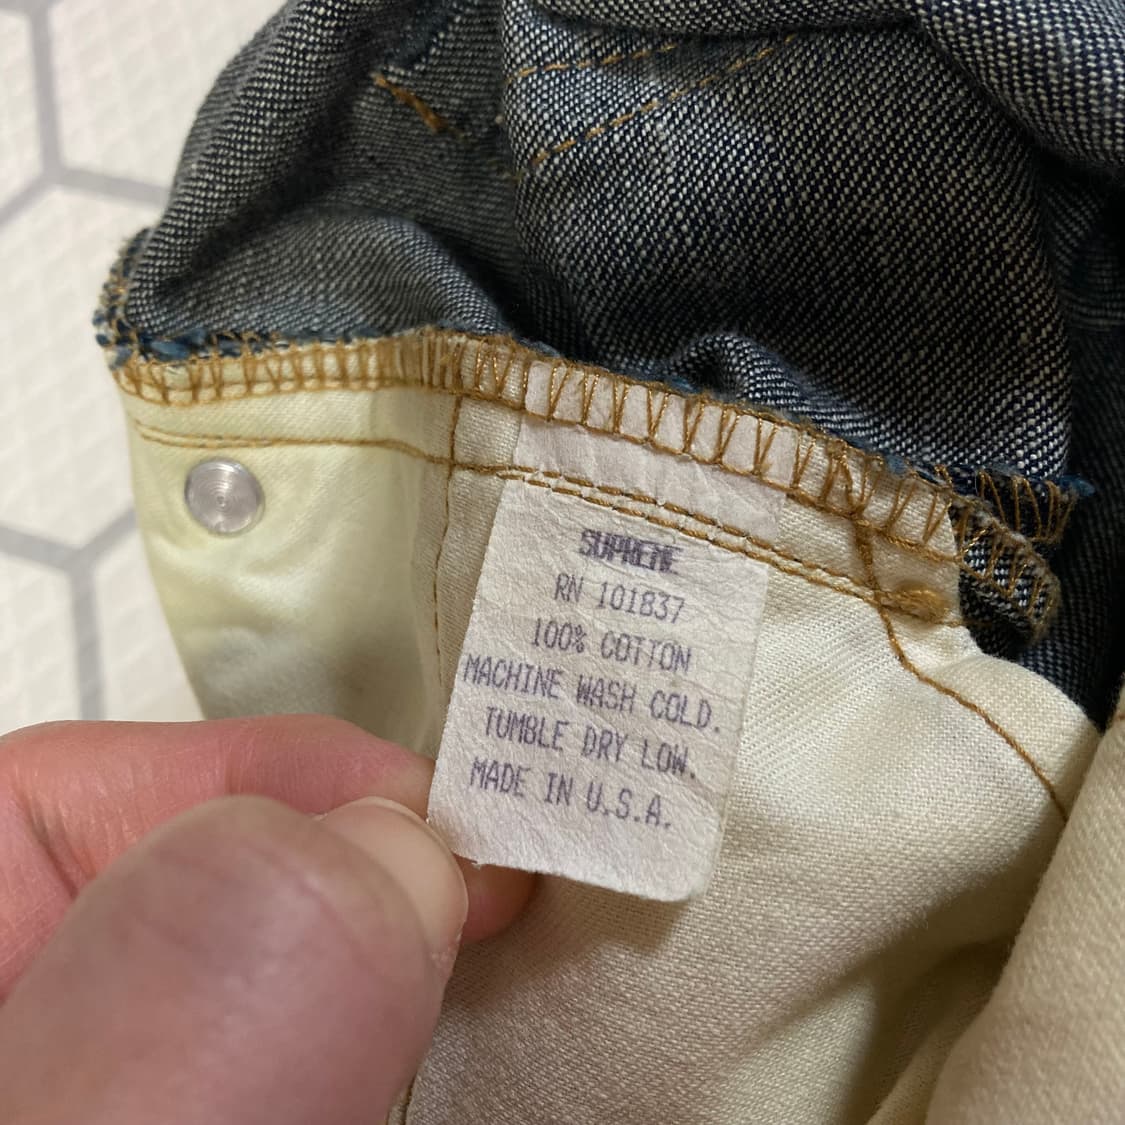 SUPREME
RN 101837
100% COTTON
MACHINE WASH COLD.
TUMBLE DRY LOW.
MADE IN U.S.A.